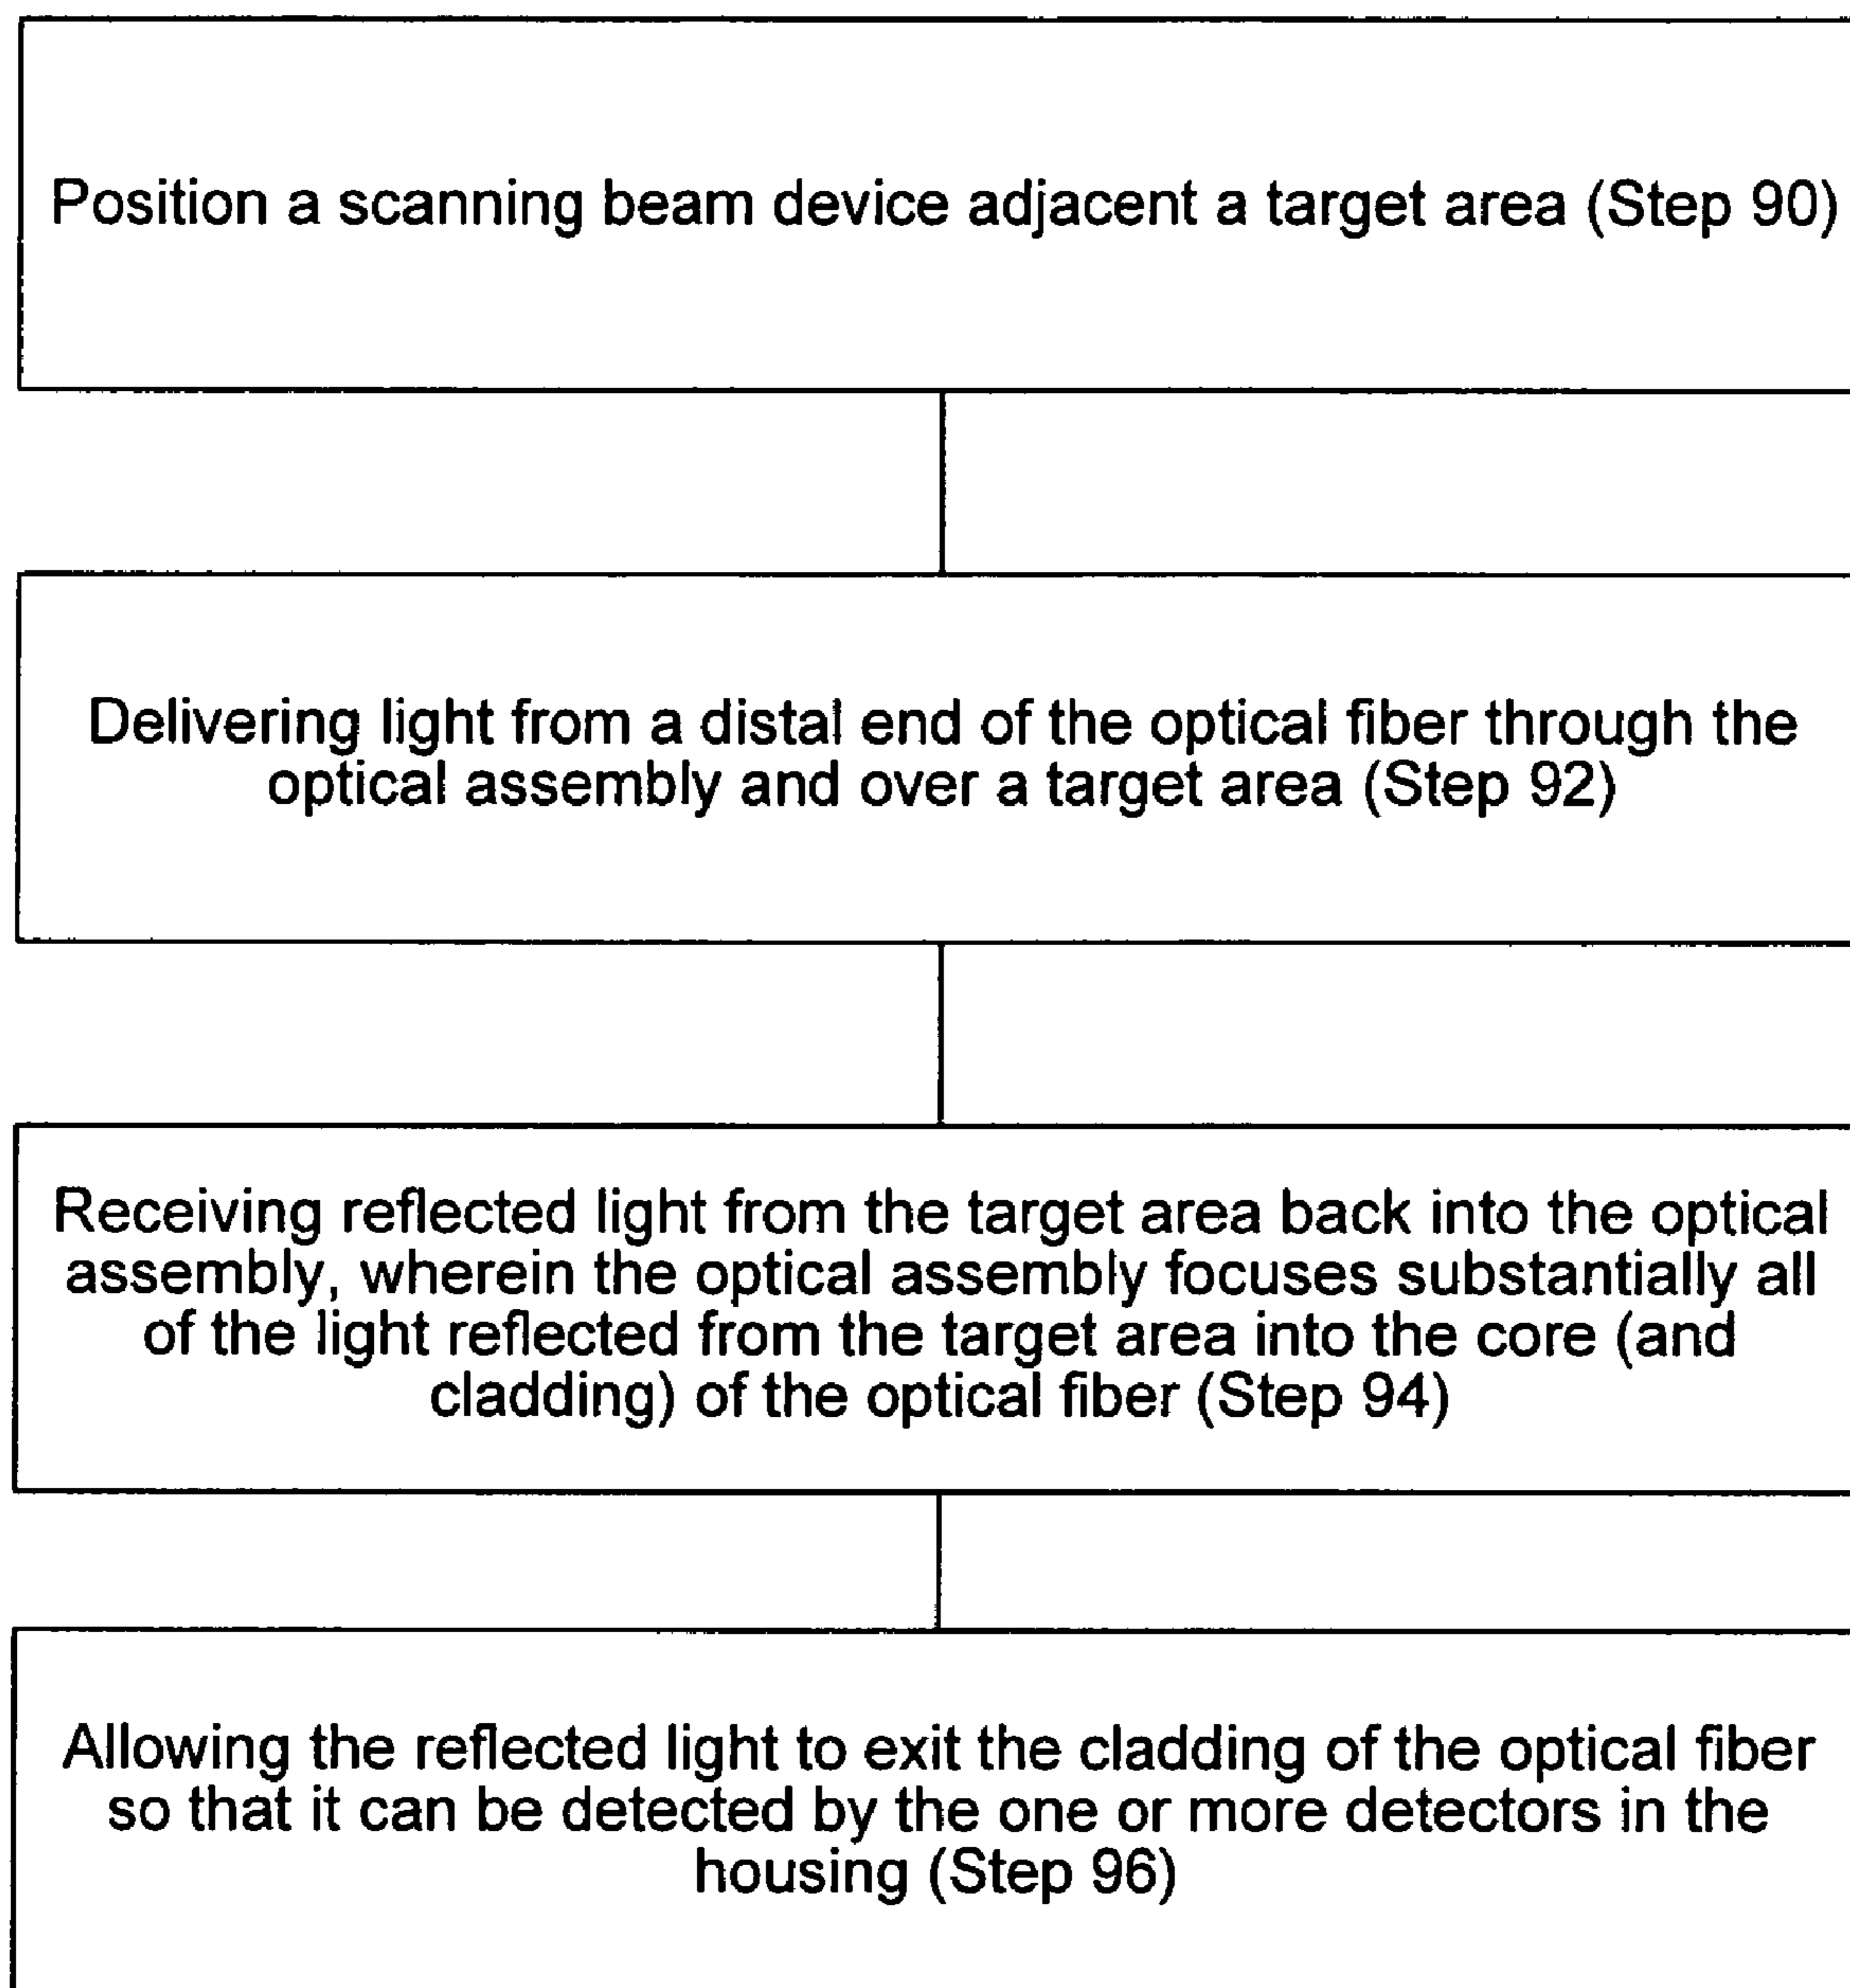 Position a scanning beam device adjacent a target area (Step 90)
Delivering light from a distal end of the optical fiber through the
optical assembly and over a target area (Step 92)
Receiving reflected light from the target area back into the optical
assembly, wherein the optical assembly focuses substantially all
of the light reflected from the target area into the core (and
cladding) of the optical fiber (Step 94)
Allowing the reflected light to exit the cladding of the optical fiber
so that it can be detected by the one or more detectors in the
housing (Step 96)